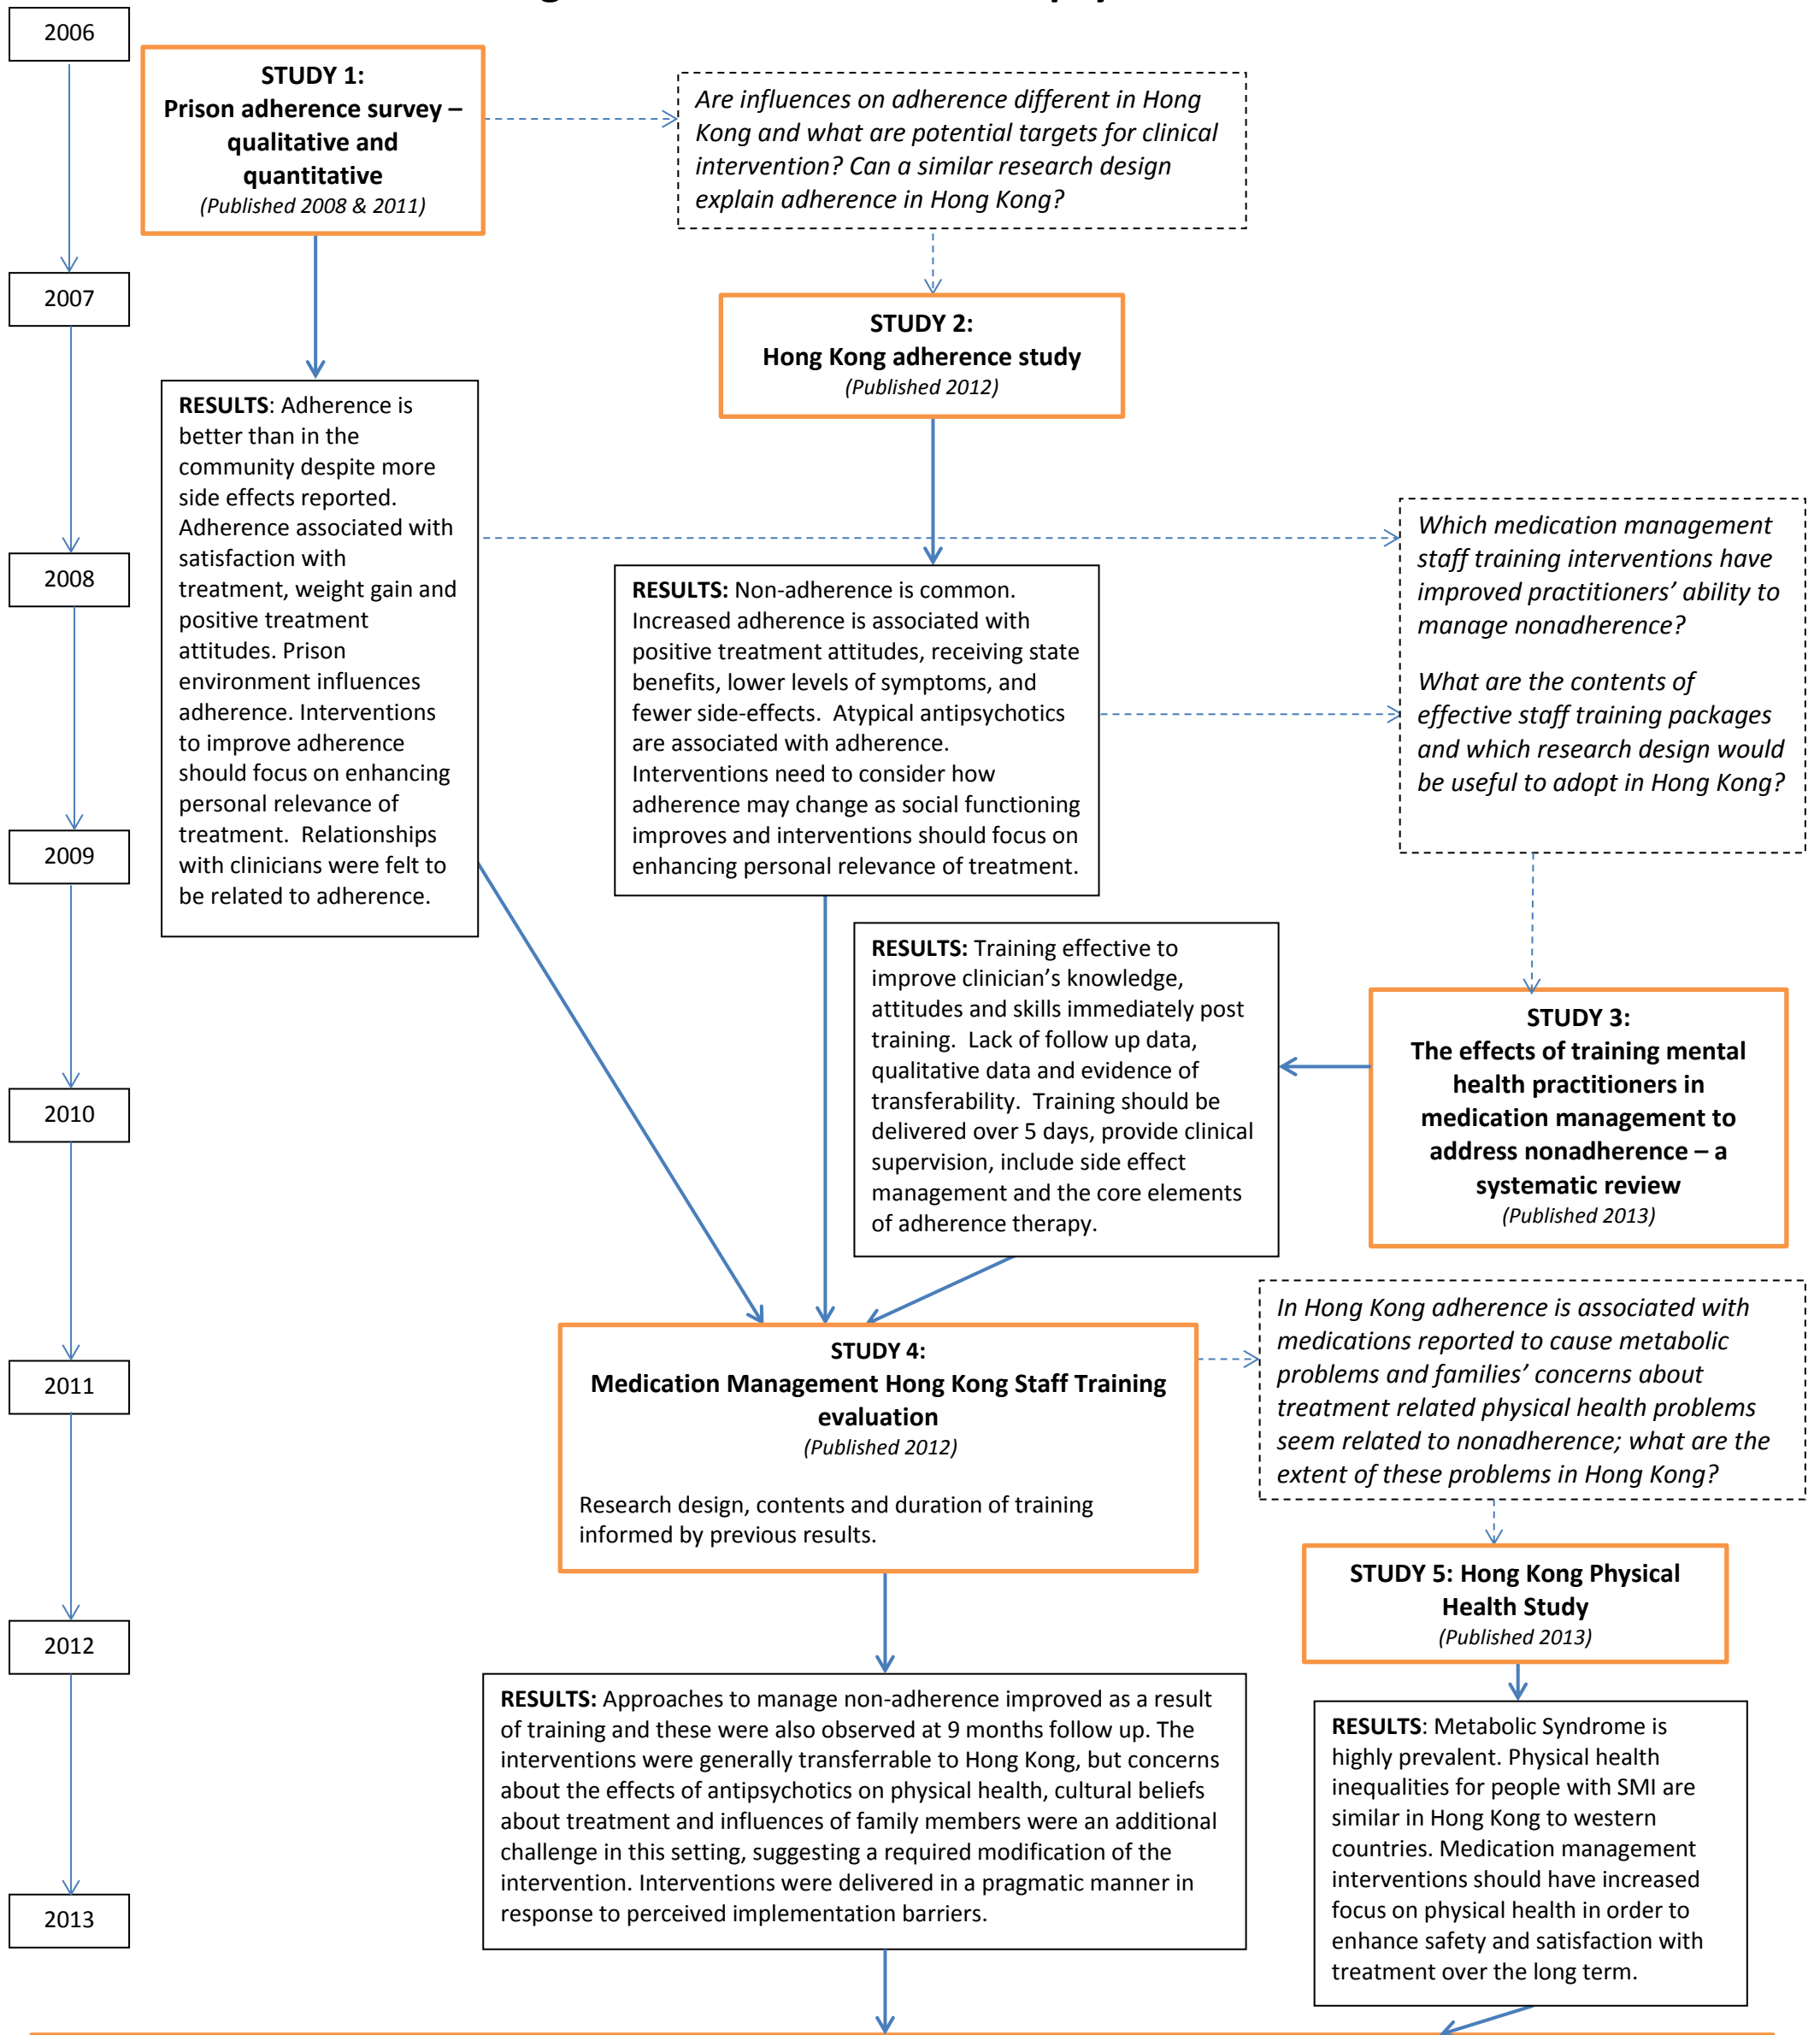 2006
STUDY 1:
Prison adherence survey –
qualitative and
quantitative
(Published 2008 & 2011)
Are influences on adherence different in Hong
Kong and what are potential targets for clinical
intervention? Can a similar research design
explain adherence in Hong Kong?
2007
STUDY 2:
Hong Kong adherence study
(Published 2012)
RESULTS: Adherence is
better than in the
community despite more
side effects reported.
Adherence associated with
satisfaction with
treatment, weight gain and
positive treatment
attitudes. Prison
environment influences
adherence. Interventions
to improve adherence
should focus on enhancing
personal relevance of
treatment. Relationships
with clinicians were felt to
be related to adherence.
2008
RESULTS: Non-adherence is common.
Increased adherence is associated with
positive treatment attitudes, receiving state
benefits, lower levels of symptoms, and
fewer side-effects. Atypical antipsychotics
are associated with adherence.
Interventions need to consider how
adherence may change as social functioning
improves and interventions should focus on
enhancing personal relevance of treatment.
Which medication management
staff training interventions have
improved practitioners’ ability to
manage nonadherence?
What are the contents of
effective staff training packages
and which research design would
be useful to adopt in Hong Kong?
2009
RESULTS: Training effective to
improve clinician’s knowledge,
attitudes and skills immediately post
training. Lack of follow up data,
qualitative data and evidence of
transferability. Training should be
delivered over 5 days, provide clinical
supervision, include side effect
management and the core elements
of adherence therapy.
STUDY 3:
The effects of training mental
health practitioners in
medication management to
address nonadherence – a
systematic review
(Published 2013)
2010
2011
STUDY 4:
Medication Management Hong Kong Staff Training
evaluation
(Published 2012)
Research design, contents and duration of training
informed by previous results.
In Hong Kong adherence is associated with
medications reported to cause metabolic
problems and families’ concerns about
treatment related physical health problems
seem related to nonadherence; what are the
extent of these problems in Hong Kong?
STUDY 5: Hong Kong Physical
Health Study
(Published 2013)
2012
RESULTS: Approaches to manage non-adherence improved as a result
of training and these were also observed at 9 months follow up. The
interventions were generally transferrable to Hong Kong, but concerns
about the effects of antipsychotics on physical health, cultural beliefs
about treatment and influences of family members were an additional
challenge in this setting, suggesting a required modification of the
intervention. Interventions were delivered in a pragmatic manner in
response to perceived implementation barriers.
RESULTS: Metabolic Syndrome is
highly prevalent. Physical health
inequalities for people with SMI are
similar in Hong Kong to western
countries. Medication management
interventions should have increased
focus on physical health in order to
enhance safety and satisfaction with
treatment over the long term.
2013